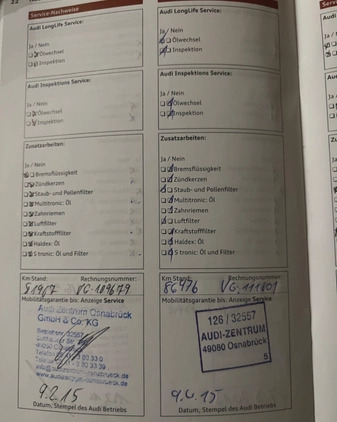 Service-Nachweise
Audi LongLife Service:
Ja / Nein
Ölwechsel
Inspektion
Audi Inspektions Service:
Ja / Nein
Ölwechsel
Inspektion
Zusatzarbeiten:
Ja / Nein
Bremsflüssigkeit
Zündkerzen
Staub- und Pollenfilter
Multitronic: Öl
Zahnriemen
Luftfilter
Kraftstofffilter
Haldex: Öl
S tronic: Öl und Filter
Km Stand: Rechnungsnummer:
VG-189679
Mobilitätsgarantie bis: Anzeige Service
Audi Zentrum Osnabrück
GmbH & Co. KG
9.2.15
Datum, Stempel des Audi Betriebs
Audi LongLife Service:
Ja / Nein
Ölwechsel
Inspektion
Audi Inspektions Service:
Ja / Nein
Ölwechsel
Inspektion
Zusatzarbeiten:
Ja / Nein
Bremsflüssigkeit
Zündkerzen
Staub- und Pollenfilter
Multitronic: Öl
Zahnriemen
Luftfilter
Kraftstofffilter
Haldex: Öl
S tronic: Öl und Filter
Km Stand: Rechnungsnummer:
86476
Mobilitätsgarantie bis: Anzeige Service
126 / 32557
AUDI-ZENTRUM
49080 Osnabrück
5
9.6.15
Datum, Stempel des Audi Betriebs